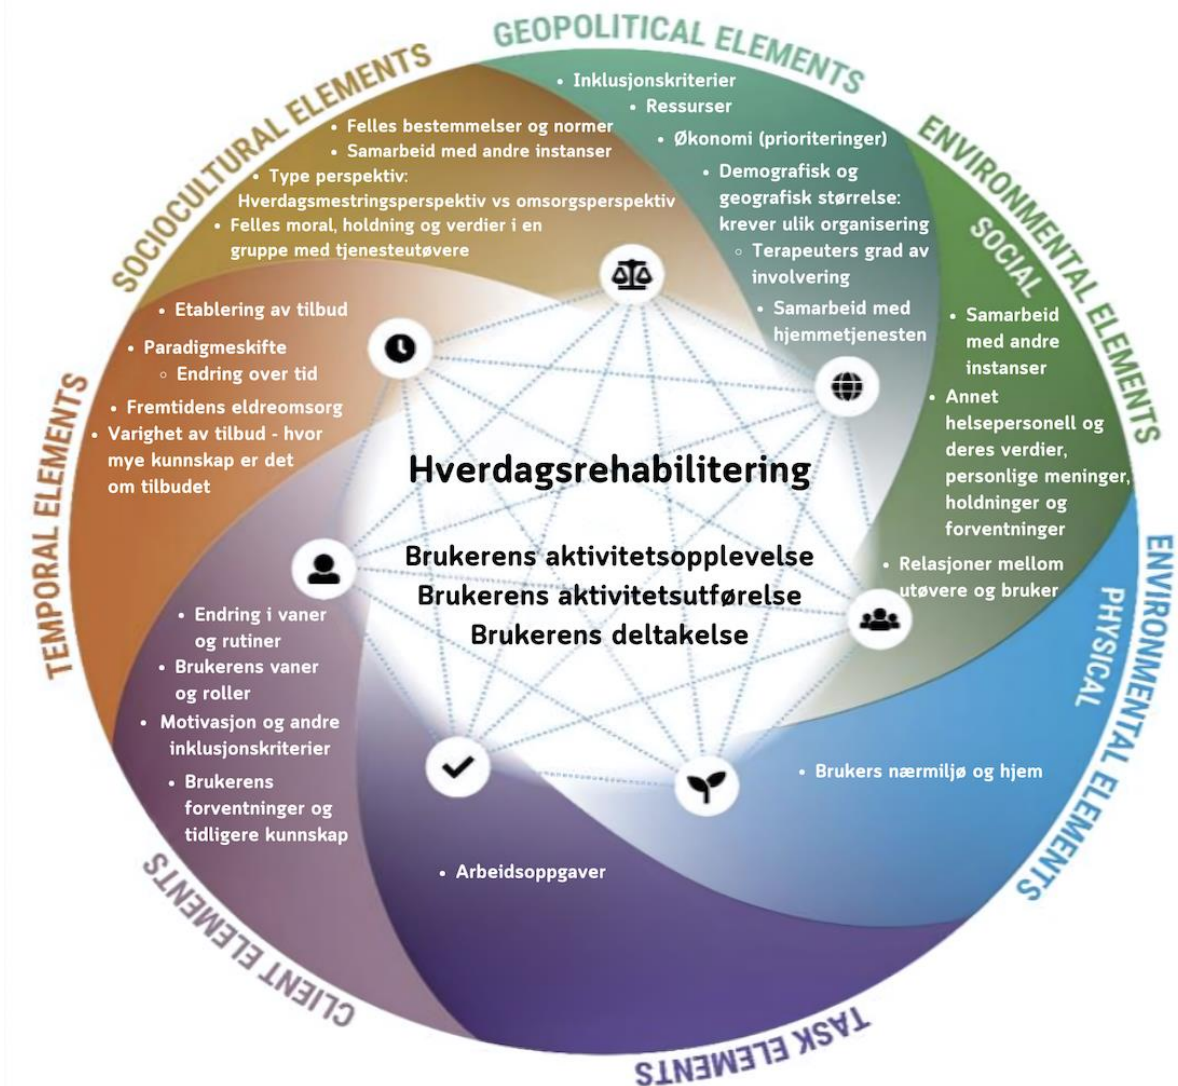 GEOPOLITICAL ELEMENTS
• Inklusjonskriterier
• Ressurser
• Økonomi (prioriteringer)
• Demografisk og
geografisk størrelse:
krever ulik organisering
◦ Terapeuters grad av
involvering
• Samarbeid med
hjemmetjenesten
ENVIRONMENTAL ELEMENTS
SOCIAL
• Samarbeid
med andre
instanser
• Annet
helsepersonell og
deres verdier,
personlige meninger,
holdninger og
forventninger
• Relasjoner mellom
utøvere og bruker
ENVIRONMENTAL ELEMENTS
PHYSICAL
• Brukers nærmiljø og hjem
TASK ELEMENTS
• Arbeidsoppgaver
CLIENT ELEMENTS
• Endring i vaner
og rutiner
• Brukerens vaner
og roller
• Motivasjon og andre
inklusjonskriterier
• Brukerens
forventninger og
tidligere kunnskap
TEMPORAL ELEMENTS
• Etablering av tilbud
• Paradigmeskifte
◦ Endring over tid
• Fremtidens eldreomsorg
• Varighet av tilbud - hvor
mye kunnskap er det
om tilbudet
SOCIOCULTURAL ELEMENTS
• Felles bestemmelser og normer
• Samarbeid med andre instanser
• Type perspektiv:
Hverdagsmestringsperspektiv vs omsorgsperspektiv
• Felles moral, holdning og verdier i en
gruppe med tjenesteutøvere
Hverdagsrehabilitering
Brukerens aktivitetsopplevelse
Brukerens aktivitetsutførelse
Brukerens deltakelse